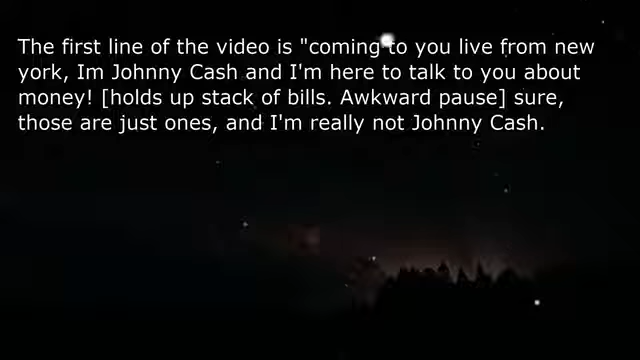 The first line of the video is "coming to you live from new
york, Im Johnny Cash and I'm here to talk to you about
money! [holds up stack of bills. Awkward pause] sure,
those are just ones, and I'm really not Johnny Cash.